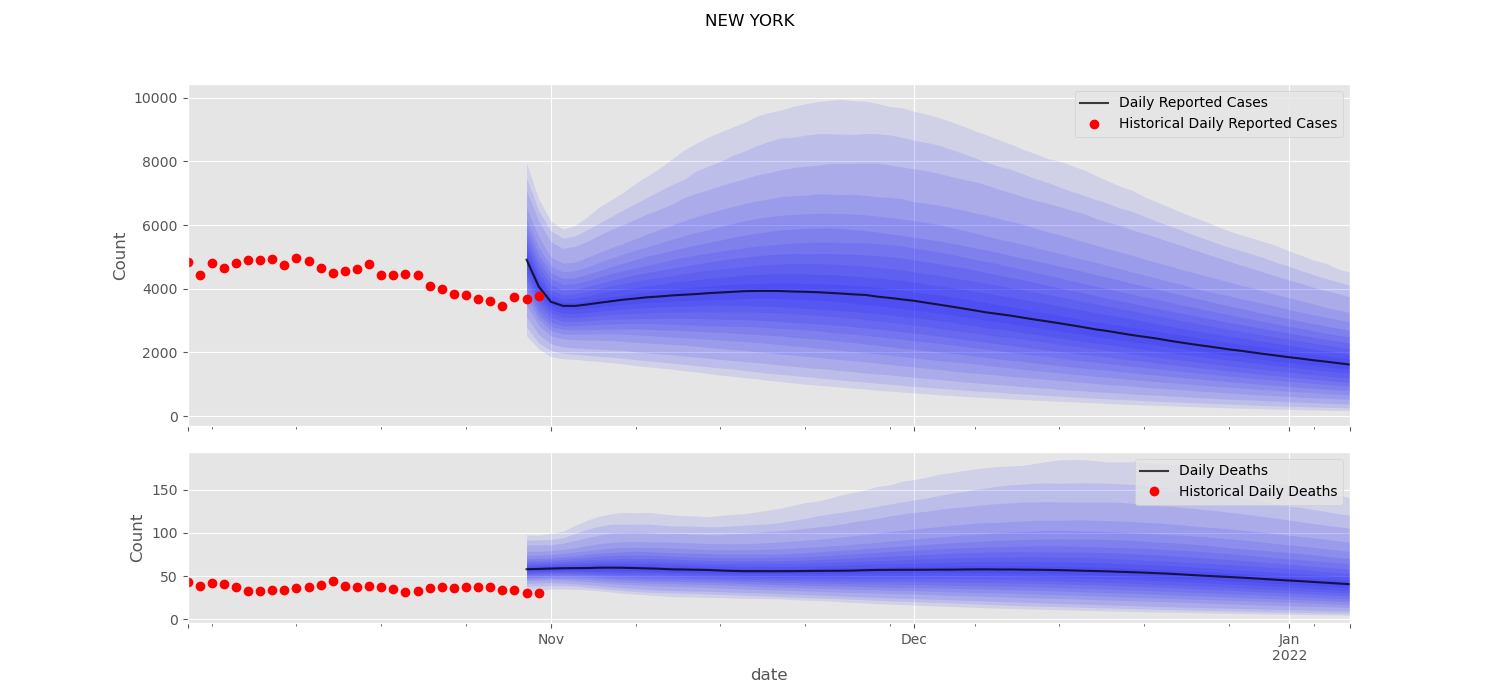 NEW YORK
Daily Reported Cases
Historical Daily Reported Cases
10000
8000
6000
4000
2000
0
Count
Daily Deaths
Historical Daily Deaths
150
100
50
0
Count
Nov
Dec
Jan
2022
date